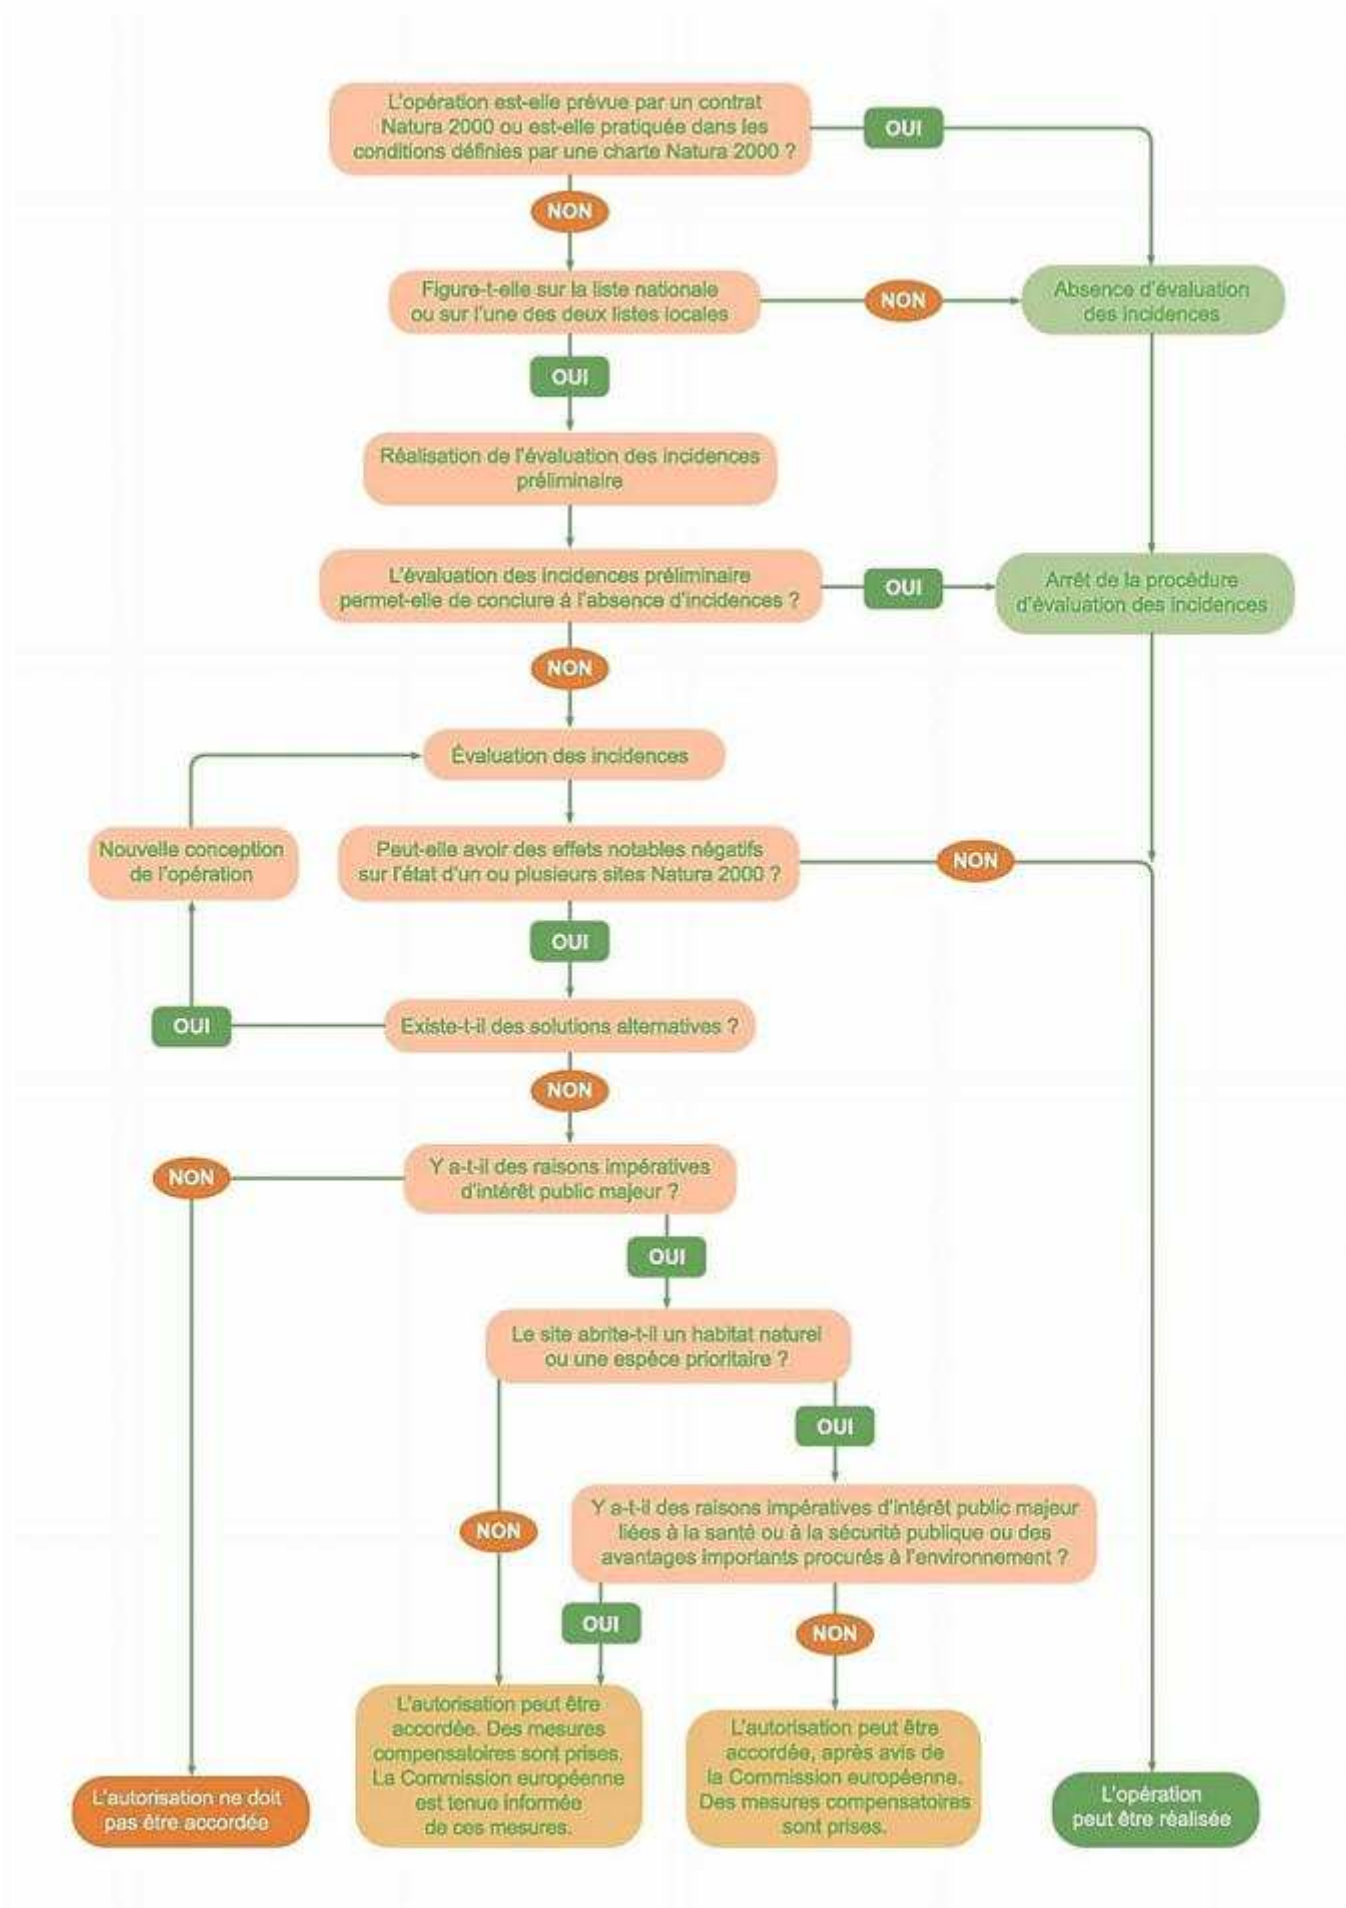 L'opération est-elle prévue par un contrat
Natura 2000 ou est-elle pratiquée dans les
conditions définies par une charte Natura 2000 ?
OUI
NON
Figure-t-elle sur la liste nationale
ou sur l'une des deux listes locales
NON
Absence d'évaluation
des incidences
OUI
Réalisation de l'évaluation des incidences
préliminaire
L'évaluation des incidences préliminaire
permet-elle de conclure à l'absence d'incidences ?
OUI
Arrêt de la procédure
d'évaluation des incidences
NON
Évaluation des incidences
Nouvelle conception
de l'opération
Peut-elle avoir des effets notables négatifs
sur l'état d'un ou plusieurs sites Natura 2000 ?
NON
OUI
OUI
Existe-t-il des solutions alternatives ?
NON
NON
Y a-t-il des raisons impératives
d'intérêt public majeur ?
OUI
Le site abrite-t-il un habitat naturel
ou une espèce prioritaire ?
OUI
NON
Y a-t-il des raisons impératives d'intérêt public majeur
liées à la santé ou à la sécurité publique ou des
avantages importants procurés à l'environnement ?
OUI
NON
L'autorisation ne doit
pas être accordée
L'autorisation peut être
accordée. Des mesures
compensatoires sont prises.
La Commission européenne
est tenue informée
de ces mesures.
L'autorisation peut être
accordée, après avis de
la Commission européenne.
Des mesures compensatoires
sont prises.
L'opération
peut être réalisée